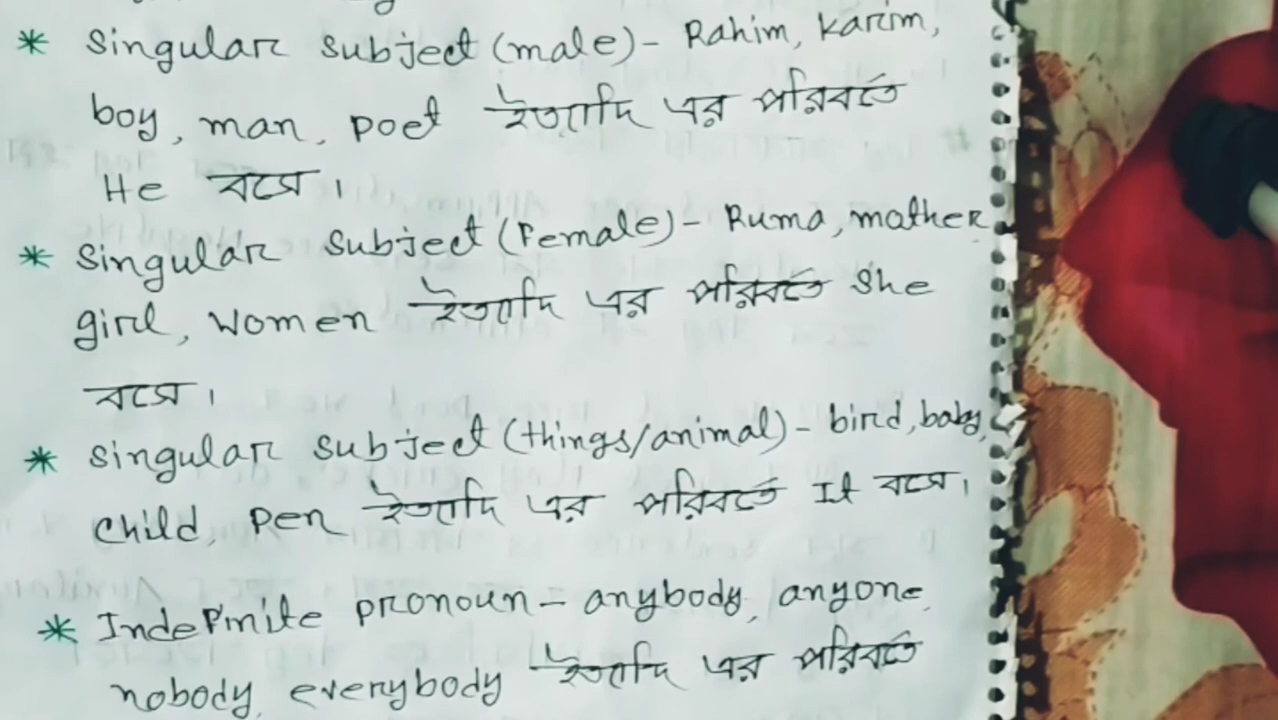 * Singular subject (male)- Rahim, Karim,
boy, man, poet ইত্যাদি এর পরিবর্তে
He বসে।
* Singular subject (Female)- Ruma, mother
girl, women ইত্যাদি এর পরিবর্তে She
বসে।
* Singular subject (things/animal)- bird, baby,
child, pen ইত্যাদি এর পরিবর্তে It বসে।
* Indefinite pronoun - anybody, anyone,
nobody, everybody ইত্যাদি এর পরিবর্তে